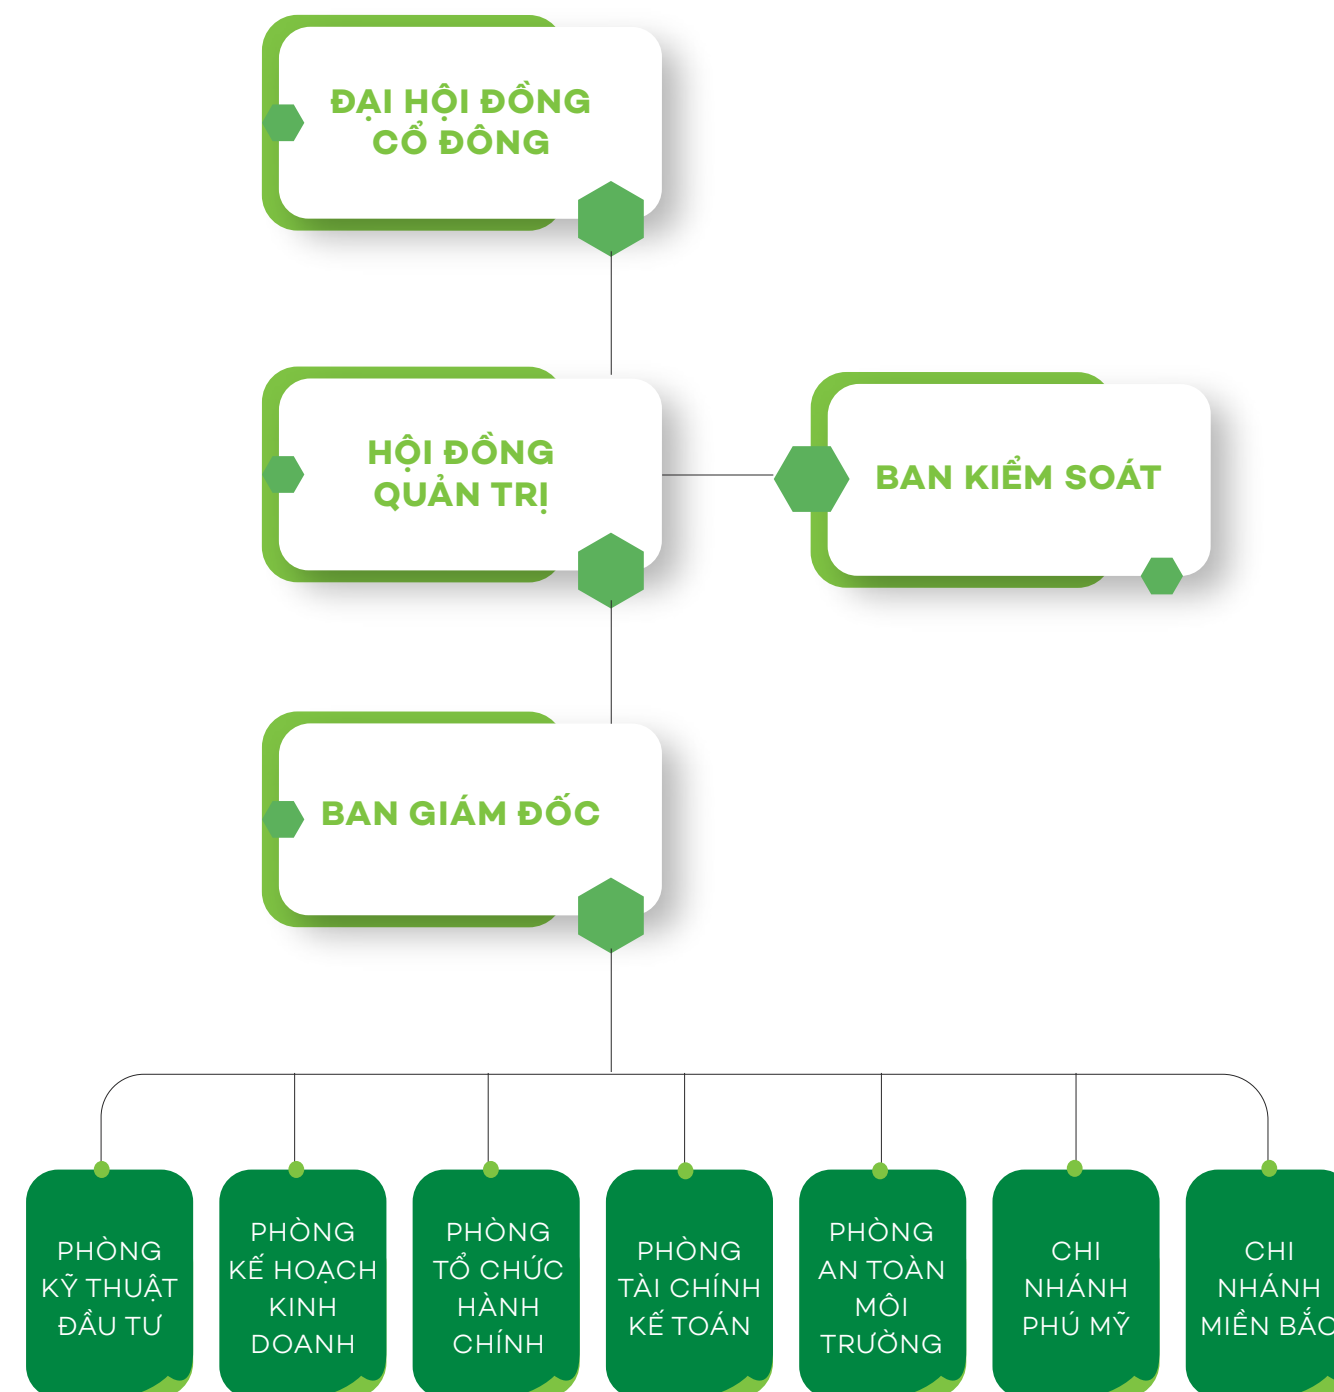 ĐẠI HỘI ĐỒNG
CỔ ĐÔNG
HỘI ĐỒNG
QUẢN TRỊ
BAN KIỂM SOÁT
BAN GIÁM ĐỐC
PHÒNG
KỸ THUẬT
ĐẦU TƯ
PHÒNG
KẾ HOẠCH
KINH
DOANH
PHÒNG
TỔ CHỨC
HÀNH
CHÍNH
PHÒNG
TÀI CHÍNH
KẾ TOÁN
PHÒNG
AN TOÀN
MÔI
TRƯỜNG
CHI
NHÁNH
PHÚ MỸ
CHI
NHÁNH
MIỀN BẮC